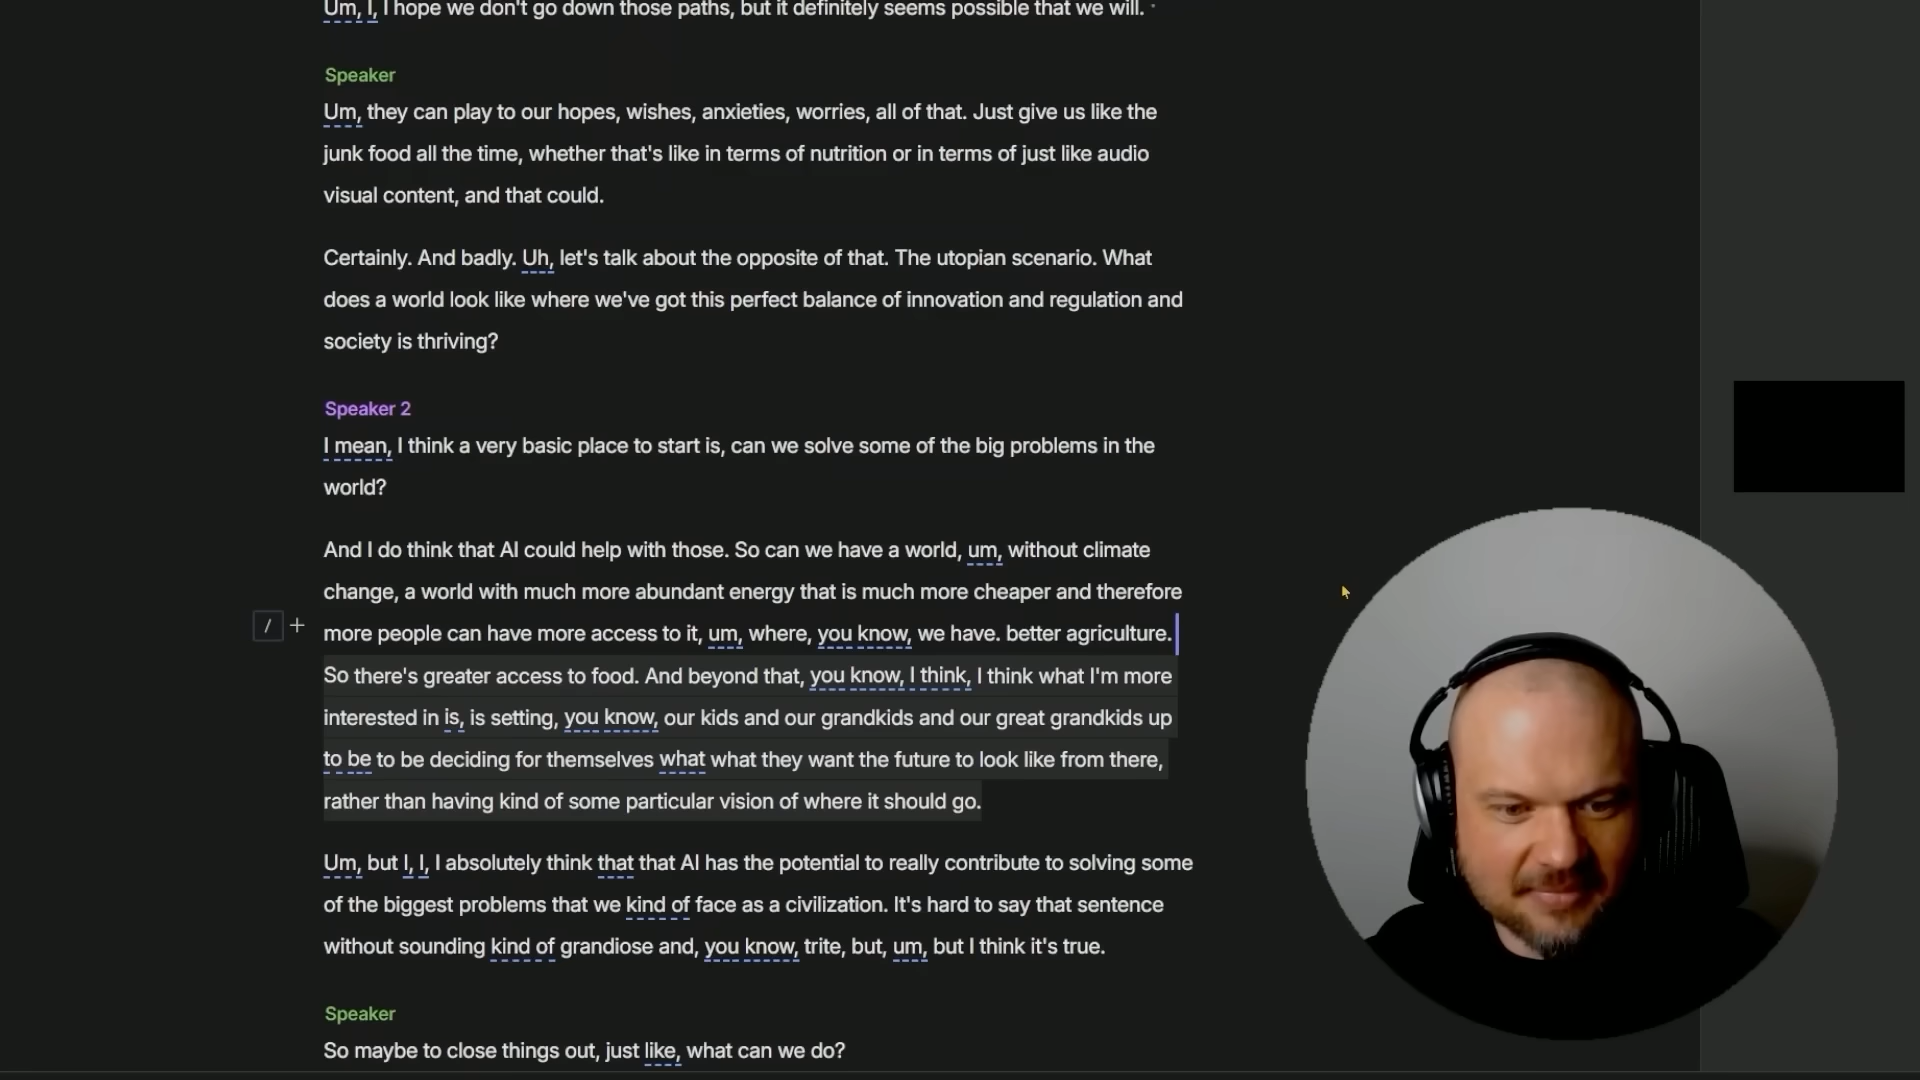 Um, I, I hope we don't go down those paths, but it definitely seems possible that we will.
Speaker
Um, they can play to our hopes, wishes, anxieties, worries, all of that. Just give us like the
junk food all the time, whether that's like in terms of nutrition or in terms of just like audio
visual content, and that could.
Certainly. And badly. Uh, let's talk about the opposite of that. The utopian scenario. What
does a world look like where we've got this perfect balance of innovation and regulation and
society is thriving?
Speaker 2
I mean, I think a very basic place to start is, can we solve some of the big problems in the
world?
And I do think that AI could help with those. So can we have a world, um, without climate
change, a world with much more abundant energy that is much more cheaper and therefore
/ + more people can have more access to it, um, where, you know, we have. better agriculture.
So there's greater access to food. And beyond that, you know, I think, I think what I'm more
interested in is, is setting, you know, our kids and our grandkids and our great grandkids up
to be to be deciding for themselves what what they want the future to look like from there,
rather than having kind of some particular vision of where it should go.
Um, but I, I, I absolutely think that that AI has the potential to really contribute to solving some
of the biggest problems that we kind of face as a civilization. It's hard to say that sentence
without sounding kind of grandiose and, you know, trite, but, um, but I think it's true.
Speaker
So maybe to close things out, just like, what can we do?